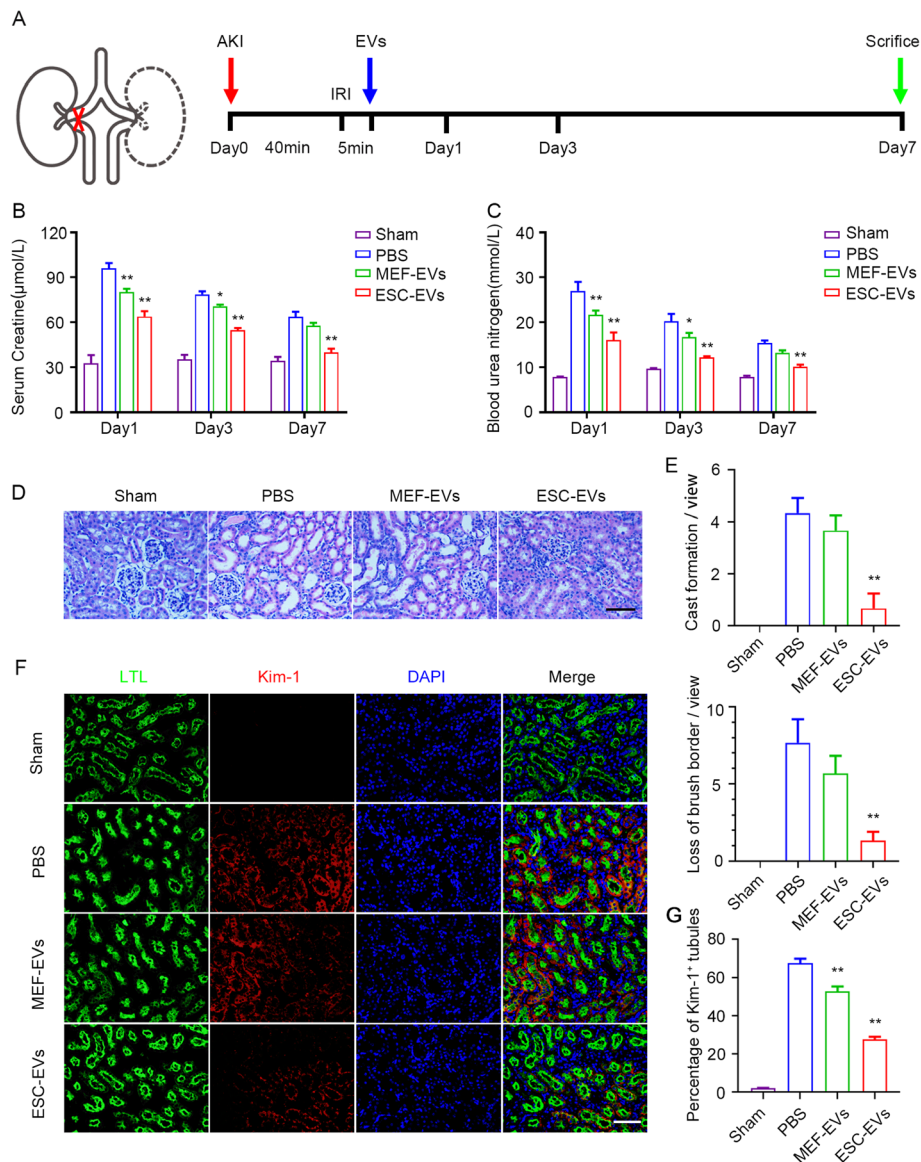 A
AKI
EVs
Scrifice
IRI
Day0
40min
5min
Day1
Day3
Day7
B
Serum Creatine(μmol/L)
120
90
60
30
0
Day1
Day3
Day7
Sham
PBS
MEF-EVs
ESC-EVs
**
**
*
**
**
C
Blood urea nitrogen(mmol/L)
40
30
20
10
0
Day1
Day3
Day7
Sham
PBS
MEF-EVs
ESC-EVs
**
**
*
**
**
D
Sham
PBS
MEF-EVs
ESC-EVs
E
Cast formation / view
6
4
2
0
**
Sham
PBS
MEF-EVs
ESC-EVs
Loss of brush border / view
10
5
0
**
Sham
PBS
MEF-EVs
ESC-EVs
F
LTL
Kim-1
DAPI
Merge
Sham
PBS
MEF-EVs
ESC-EVs
G
Percentage of Kim-1⁺ tubules
80
60
40
20
0
**
**
Sham
PBS
MEF-EVs
ESC-EVs